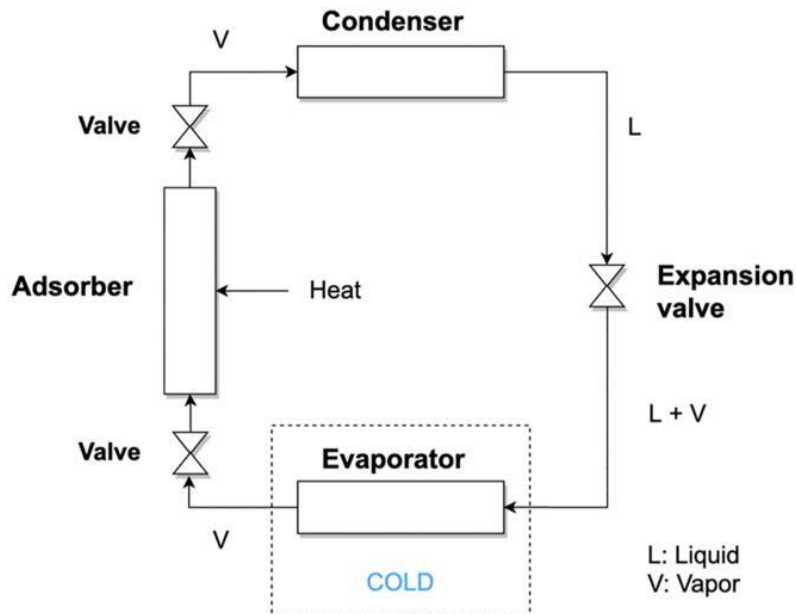 Condenser
V
Valve
L
Adsorber
Heat
Expansion
valve
L + V
Valve
Evaporator
V
COLD
L: Liquid
V: Vapor